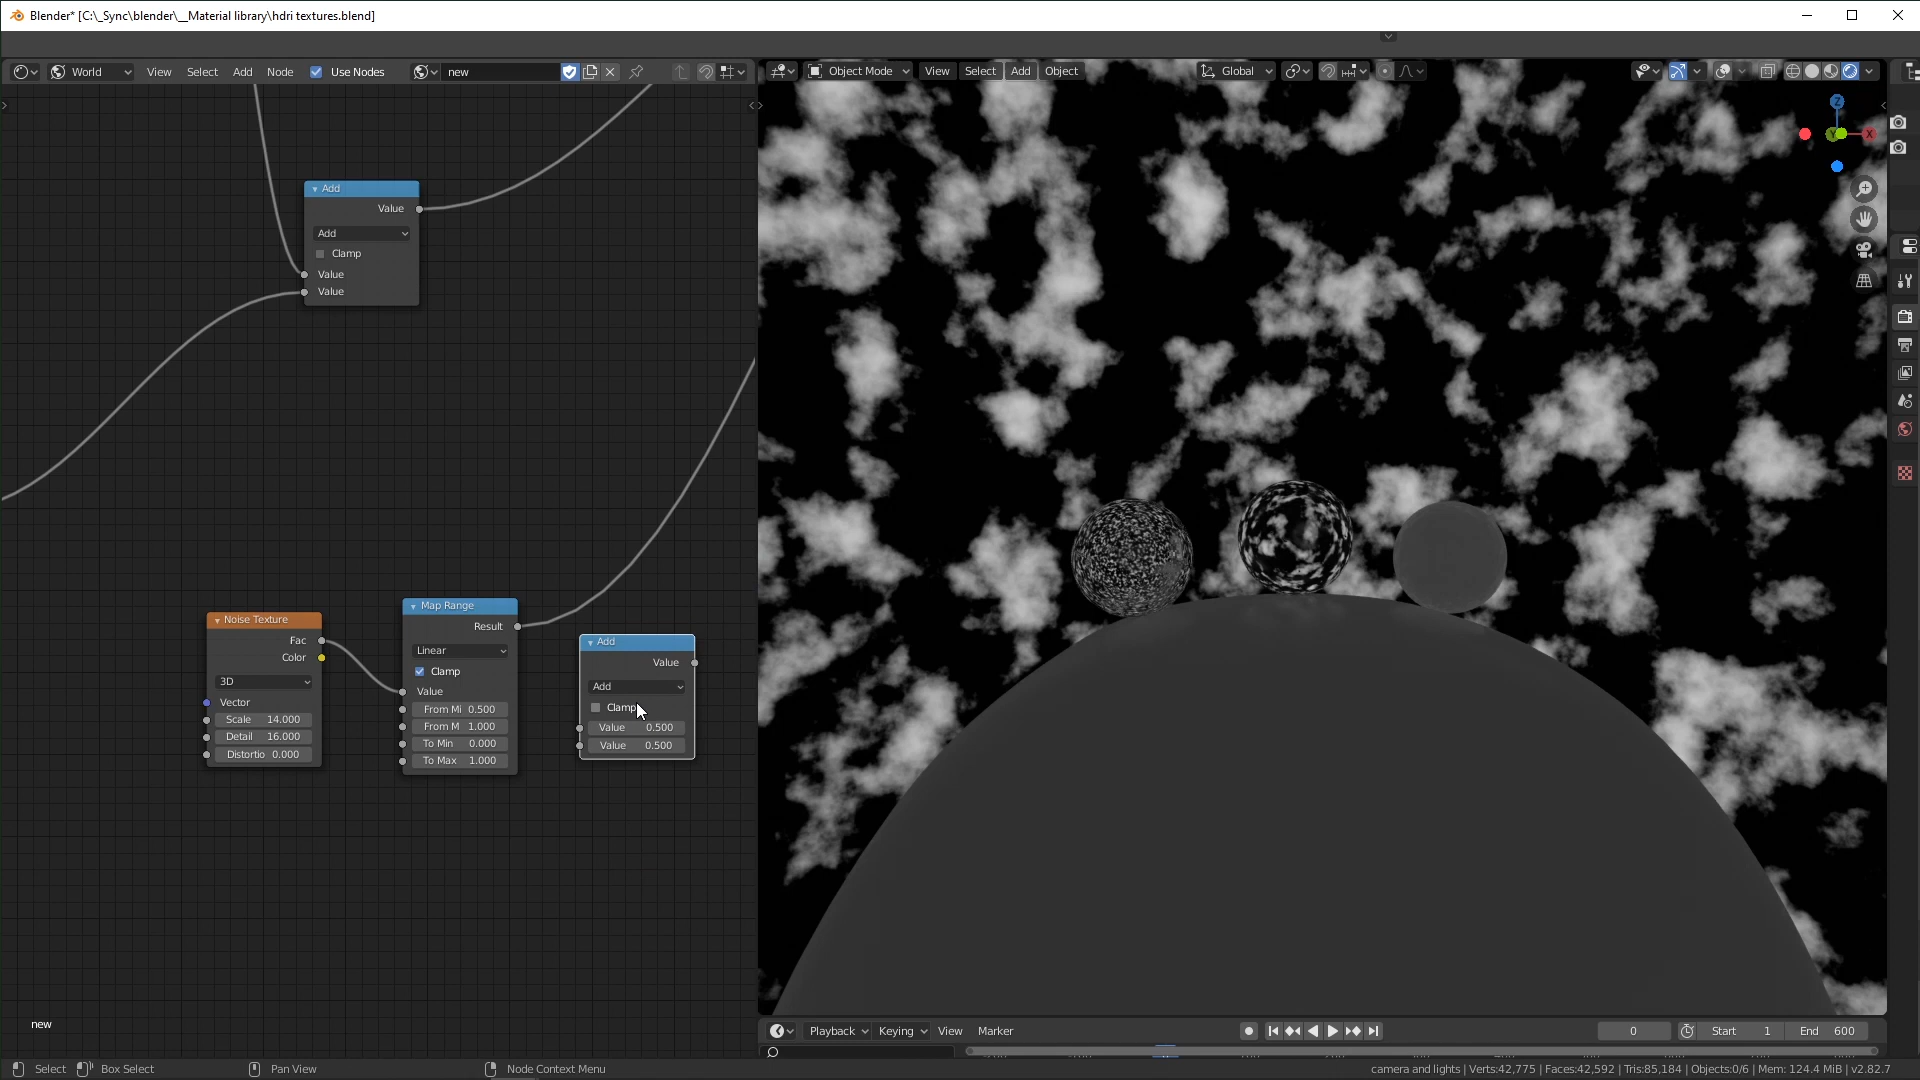 Blender* [C:\_Sync\blender\__Material library\hdri textures.blend]
World View Select Add Node Use Nodes new
Object Mode View Select Add Object Global
Z
Y
X
Add
Value
Add
Clamp
Value
Value
Noise Texture
Fac
Color
3D
Vector
Scale 14.000
Detail 16.000
Distortio 0.000
Map Range
Result
Linear
Clamp
Value
From Mi 0.500
From M 1.000
To Min 0.000
To Max 1.000
Add
Value
Add
Clamp
Value 0.500
Value 0.500
new
Playback Keying View Marker 0 Start 1 End 600
Select Box Select Pan View Node Context Menu camera and lights | Verts:42,775 | Faces:42,592 | Tris:85,184 | Objects:0/6 | Mem: 124.4 MiB | v2.82.7